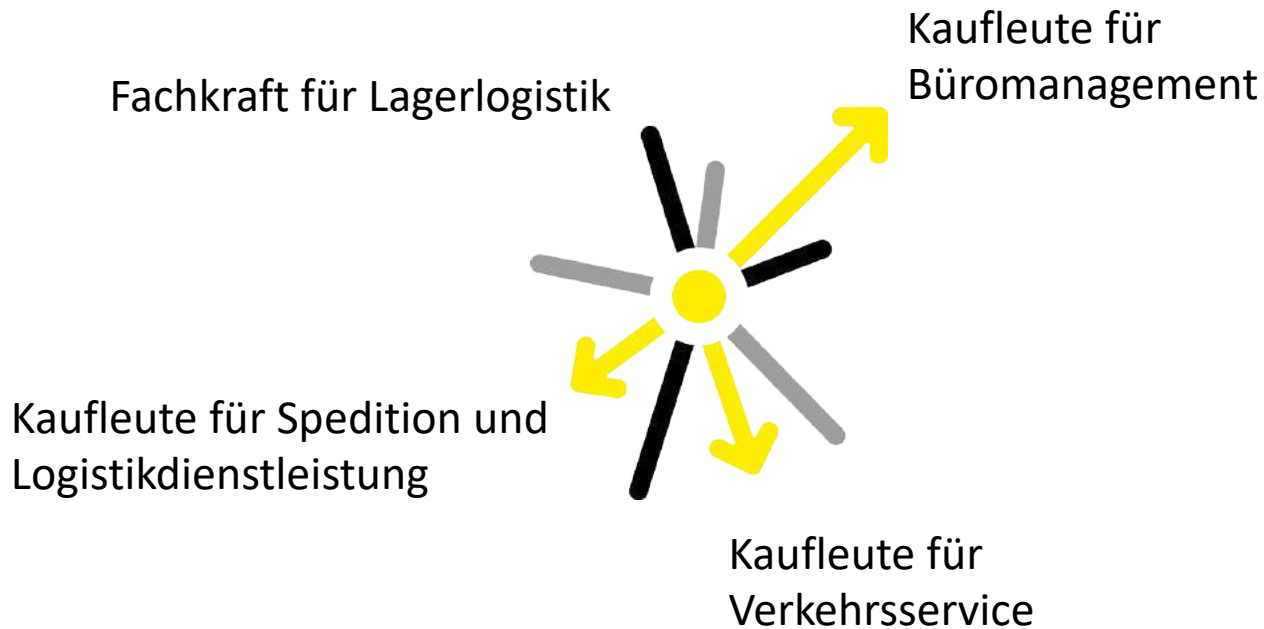 Kaufleute für
Büromanagement
Fachkraft für Lagerlogistik
Kaufleute für Spedition und
Logistikdienstleistung
Kaufleute für
Verkehrsservice